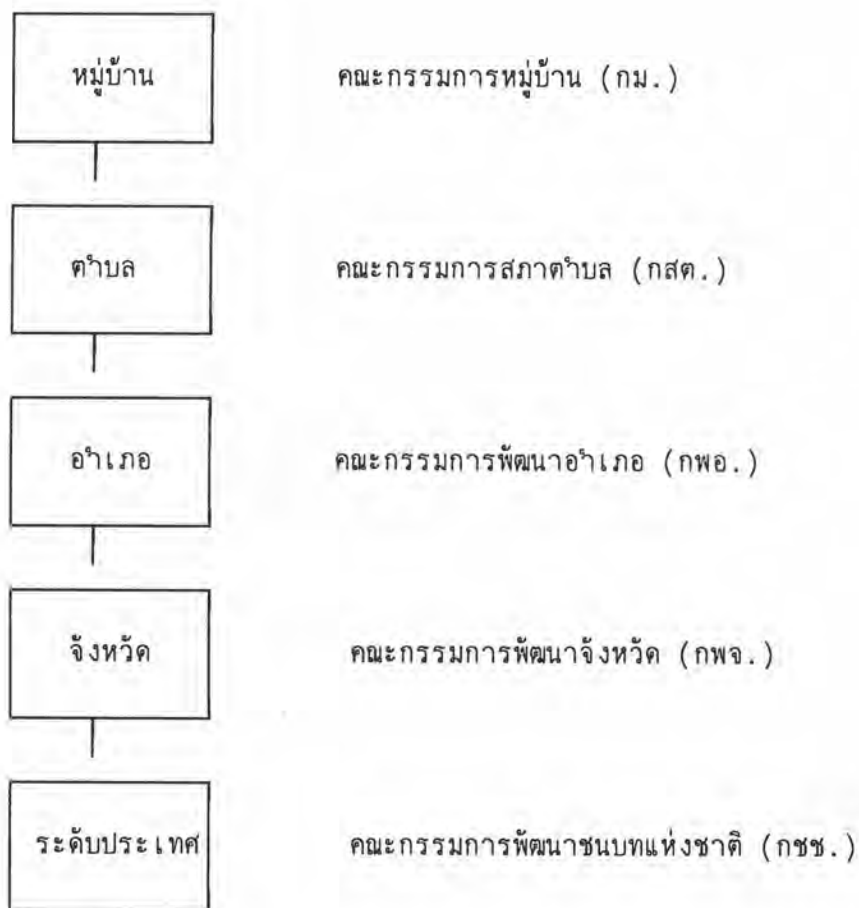 หมู่บ้าน คณะกรรมการหมู่บ้าน (กม.)
ตำบล คณะกรรมการสภาตำบล (กสต.)
อำเภอ คณะกรรมการพัฒนาอำเภอ (กพอ.)
จังหวัด คณะกรรมการพัฒนาจังหวัด (กพจ.)
ระดับประเทศ คณะกรรมการพัฒนาชนบทแห่งชาติ (กชช.)